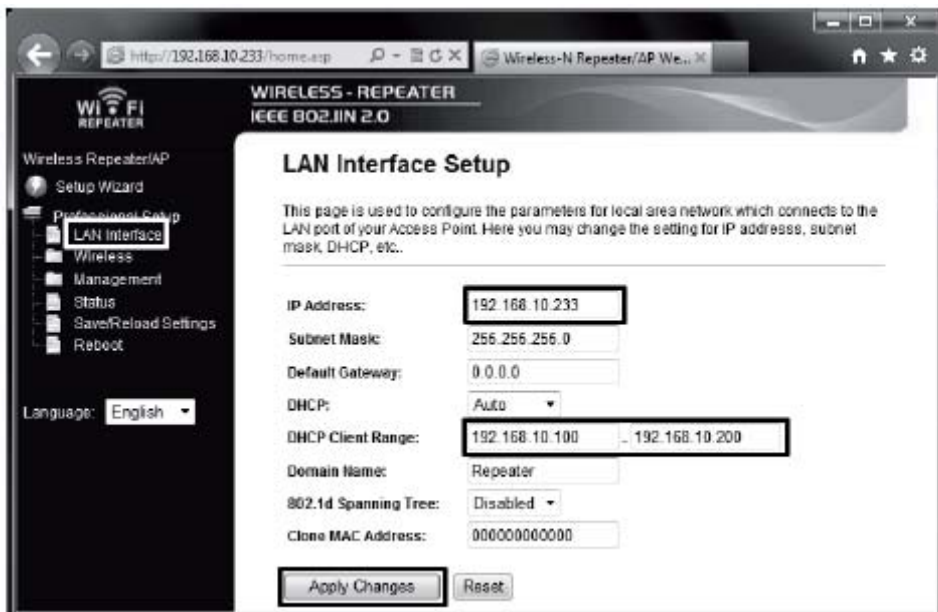 http://192.168.10.233/home.asp
Wireless-N Repeater/AP We...
Wi Fi
REPEATER
WIRELESS-REPEATER
IEEE 802.11N 2.0
Wireless Repeater/AP
Setup Wizard
Professional Setup
LAN Interface
Wireless
Management
Status
Save/Reload Settings
Reboot
Language: English
LAN Interface Setup
This page is used to configure the parameters for local area network which connects to the
LAN port of your Access Point. Here you may change the setting for IP addresss, subnet
mask, DHCP, etc..
IP Address: 192.168.10.233
Subnet Mask: 255.255.255.0
Default Gateway: 0.0.0.0
DHCP: Auto
DHCP Client Range: 192.168.10.100 - 192.168.10.200
Domain Name: Repeater
802.1d Spanning Tree: Disabled
Clone MAC Address: 000000000000
Apply Changes Reset